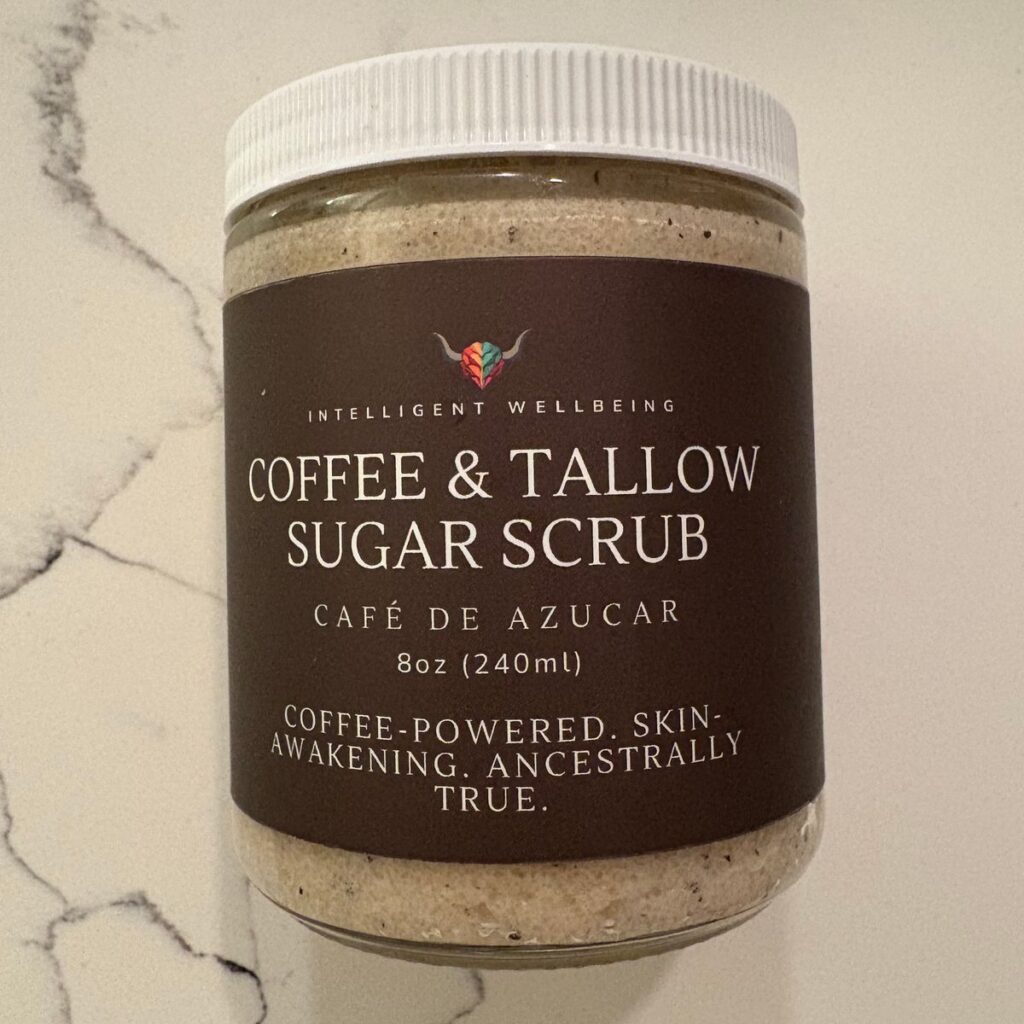 INTELLIGENT WELLBEING
COFFEE & TALLOW
SUGAR SCRUB
CAFÉ DE AZUCAR
8oz (240ml)
COFFEE-POWERED. SKIN-
AWAKENING. ANCESTRALLY
TRUE.